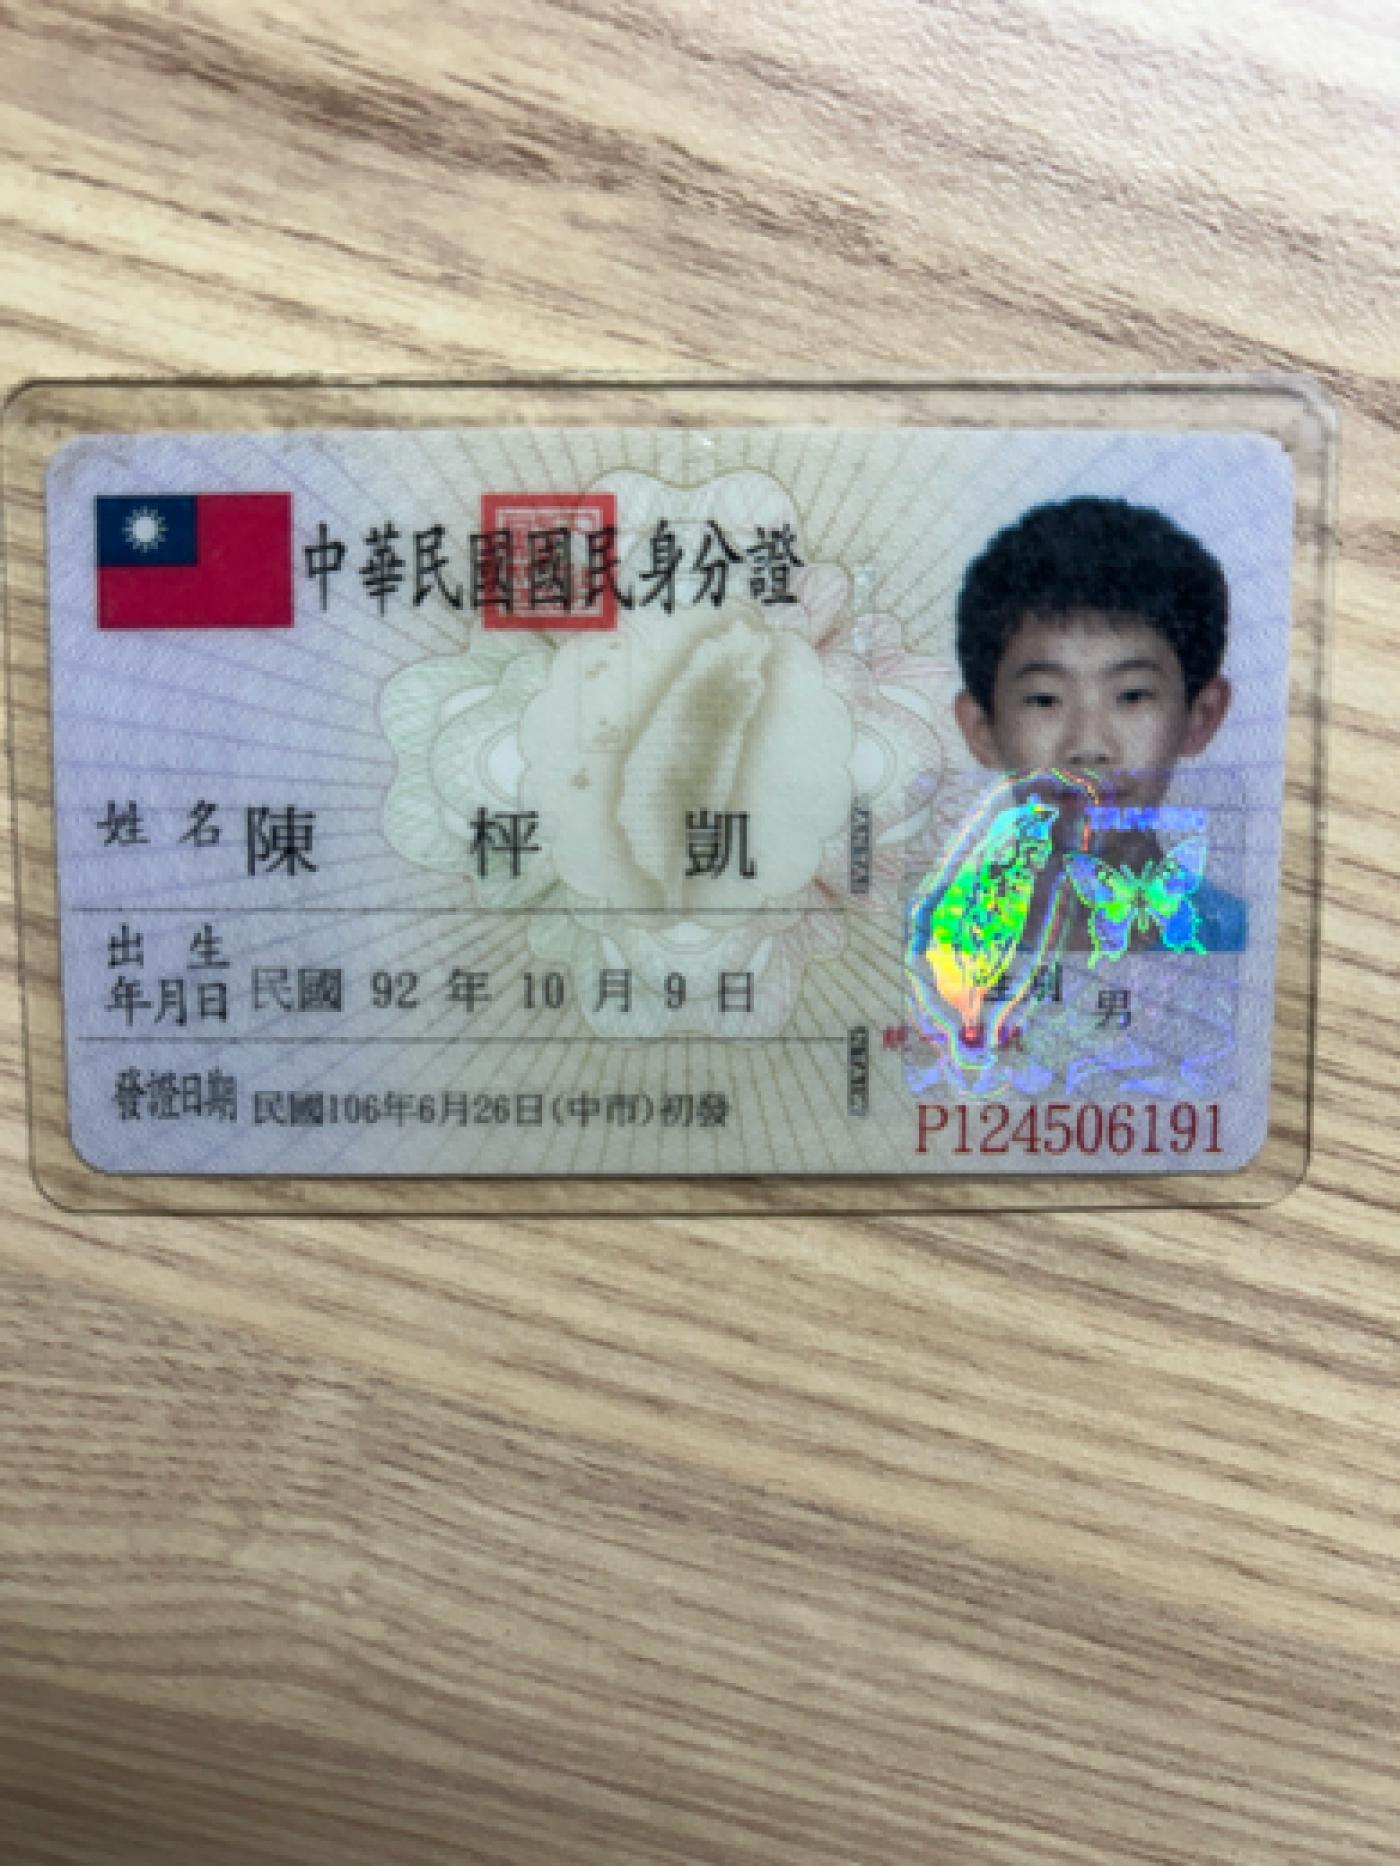 中華民國國民身分證
姓名 陳枰凱
出生年月日 民國 92 年 10 月 9 日
性別 男
發證日期 民國106年6月26日(中市)初發
P124506191